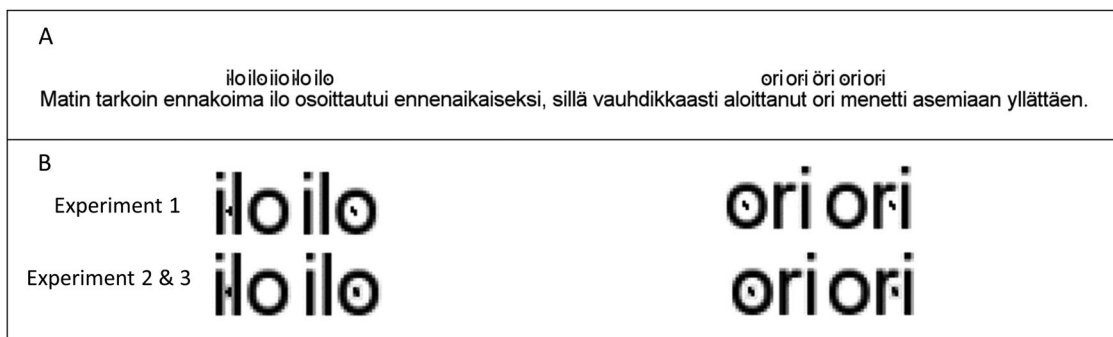 A
iloiloiioiloilo oriori öri oriori
Matin tarkoin ennakoima ilo osoittautui ennenaikaiseksi, sillä vauhdikkaasti aloittanut ori menetti asemiaan yllättäen.
B
Experiment 1 ilo ilo ori ori
Experiment 2 & 3 ilo ilo ori ori